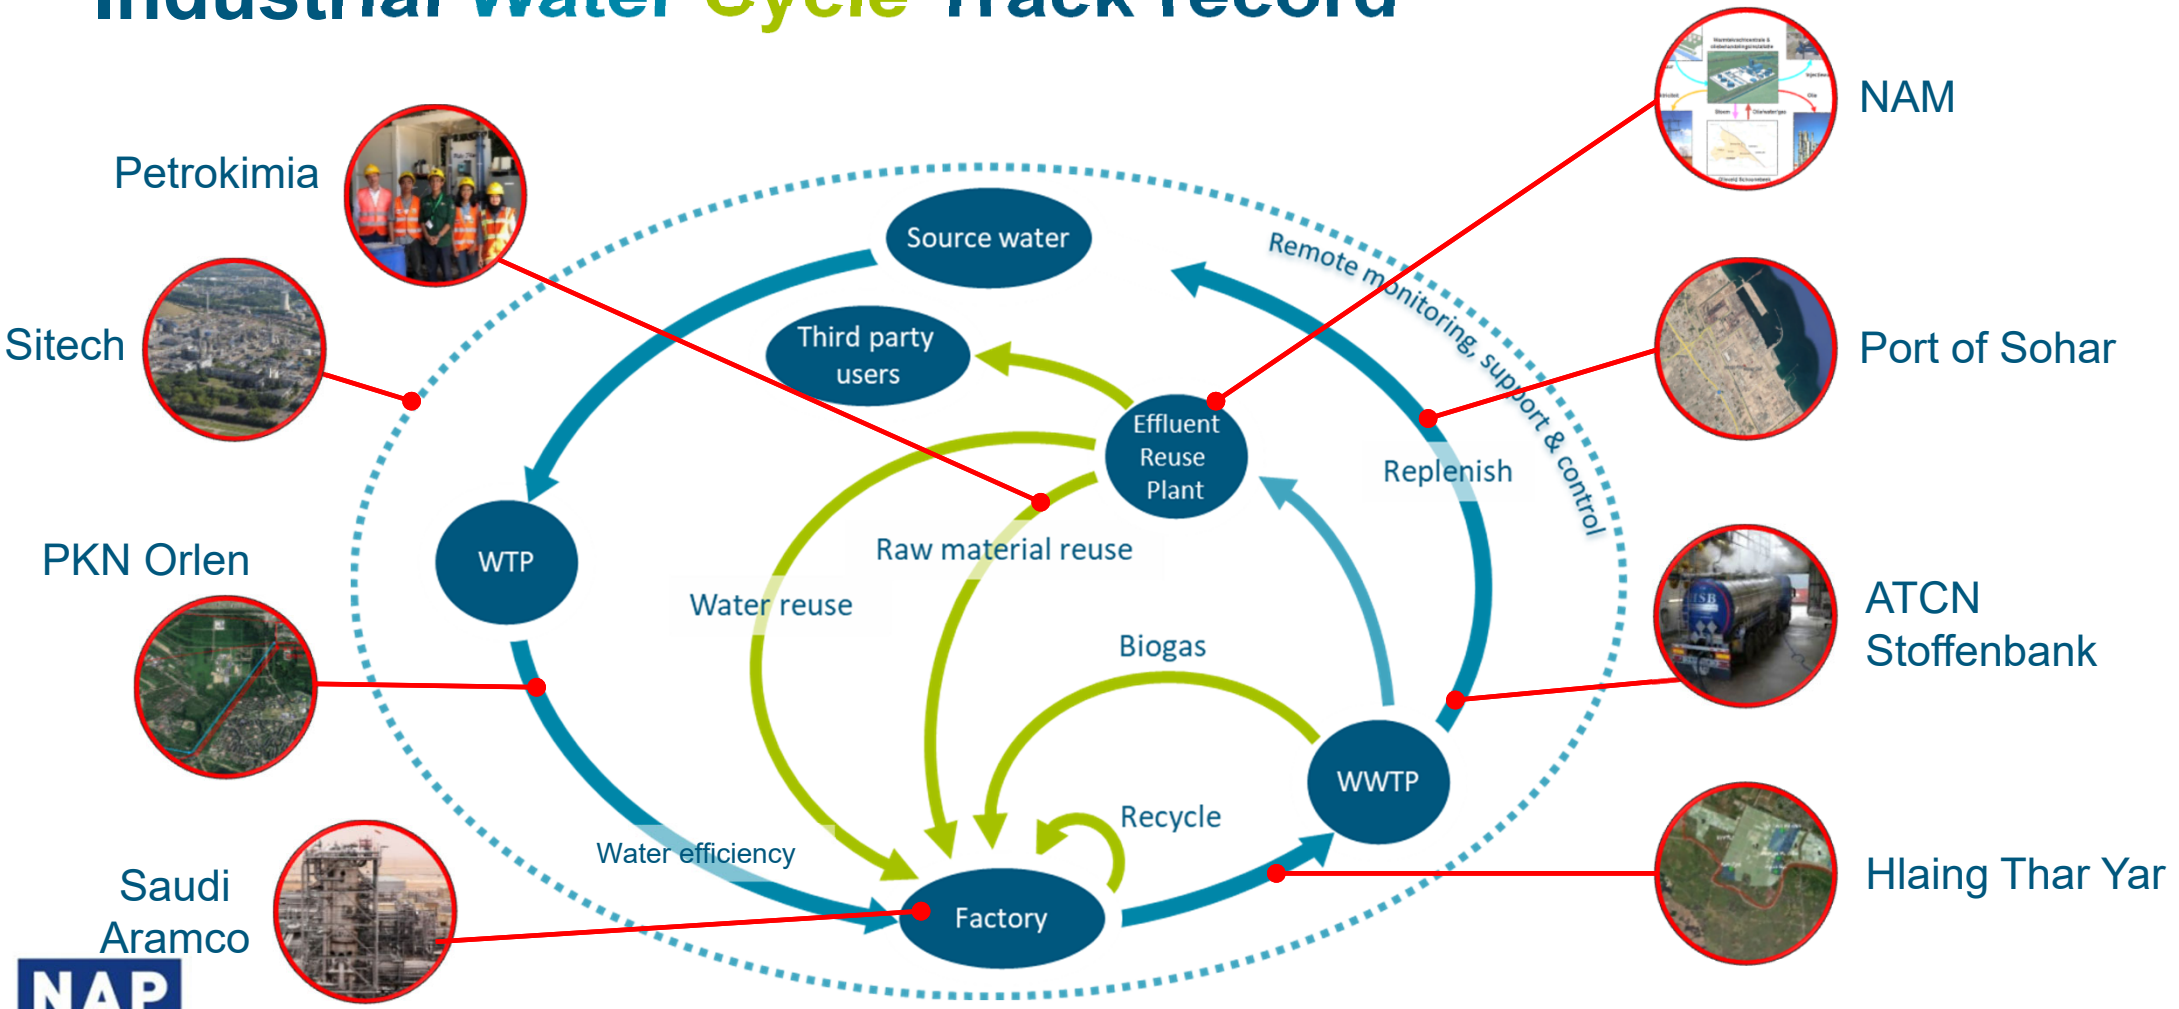 Industrial Water Cycle Track record
NAM
Petrokimia
Source water
Remote monitoring, support & control
Sitech
Third party
users
Port of Sohar
Effluent
Reuse
Plant
Replenish
PKN Orlen
WTP
Raw material reuse
Water reuse
ATCN
Stoffenbank
Biogas
WWTP
Recycle
Water efficiency
Saudi
Aramco
Factory
Hlaing Thar Yar
NAP